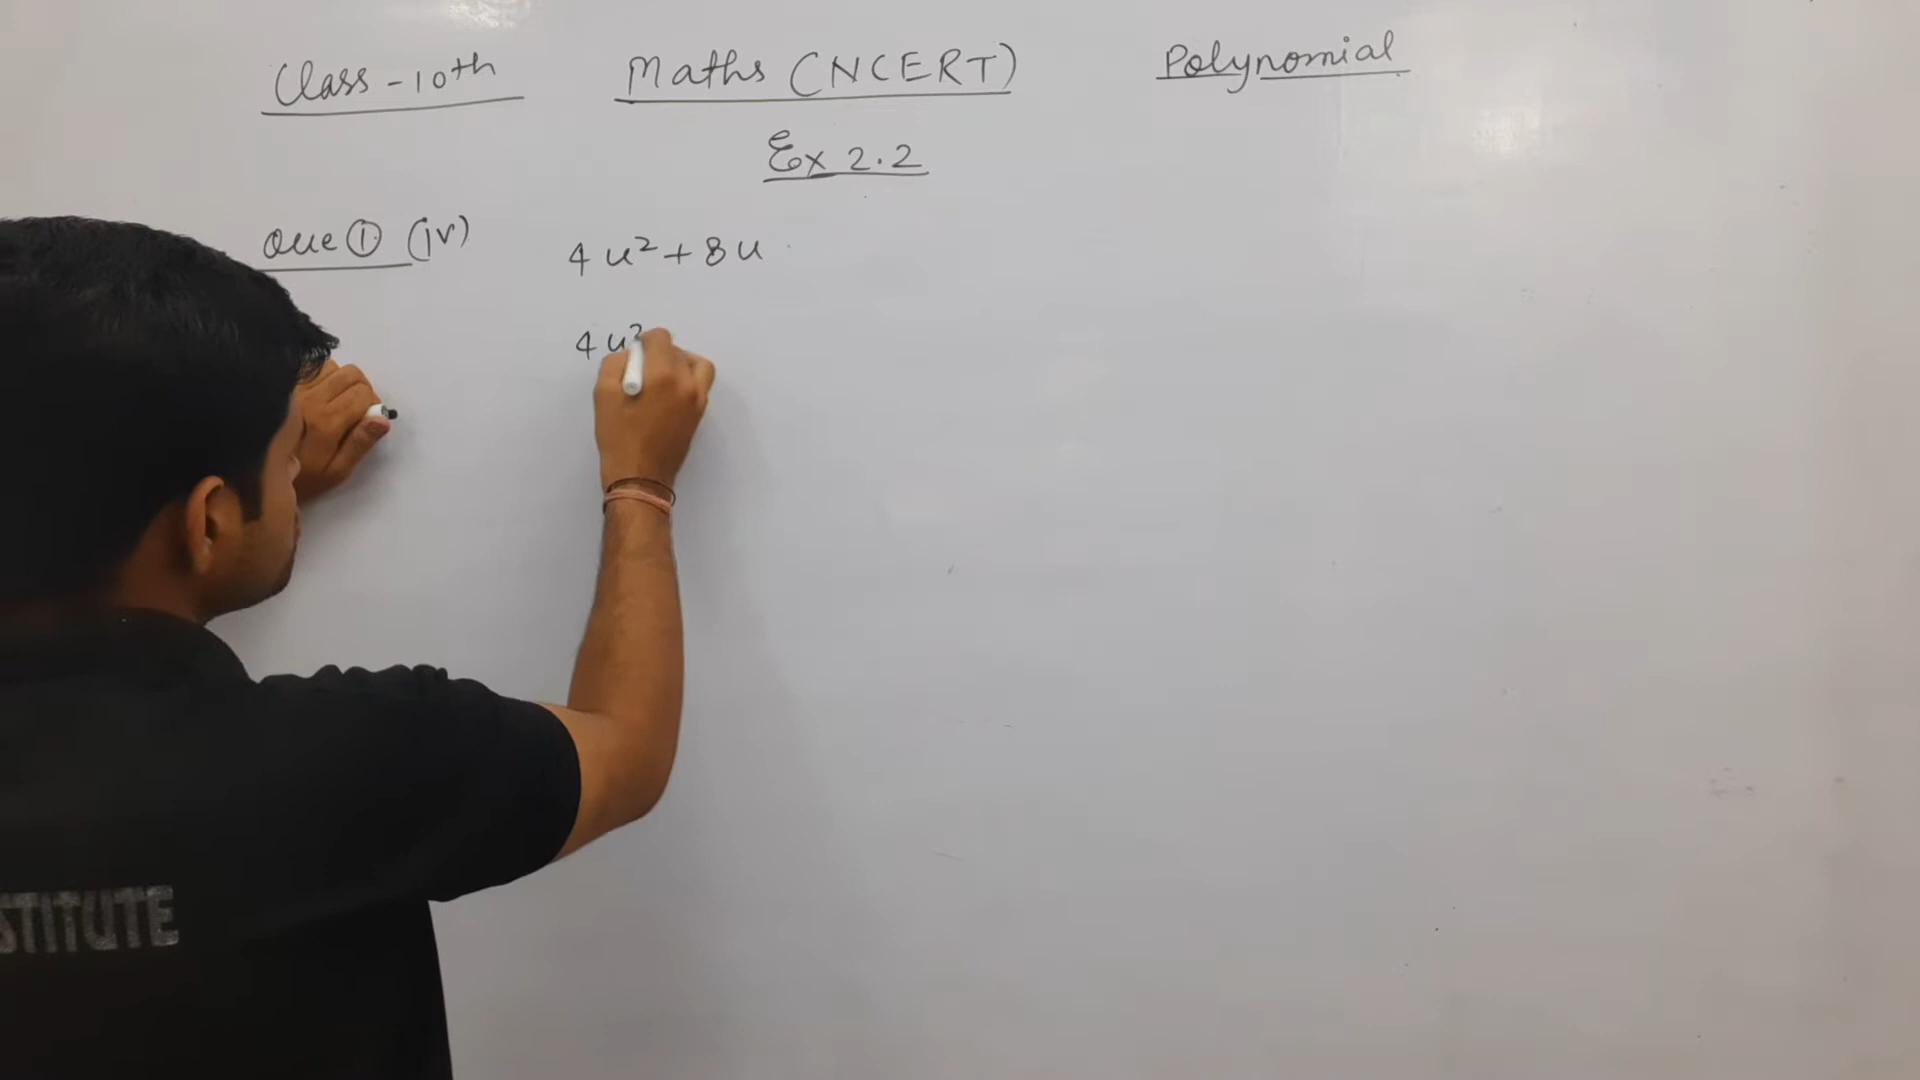 Class - 10th Maths (NCERT) Polynomial
Ex 2.2
Que ① (iv) 4u² + 8u
4u²
STITUTE